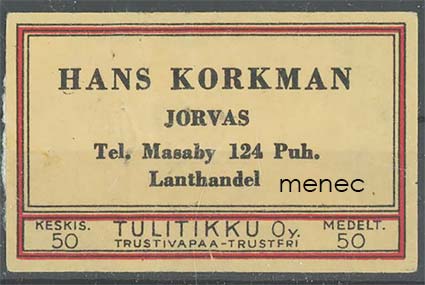 HANS KORKMAN
JORVAS
Tel. Masaby 124 Puh.
Lanthandel
menec
KESKIS. 50
TULITIKKU Oy.
TRUSTIVAPAA-TRUSTFRI
MEDELT. 50